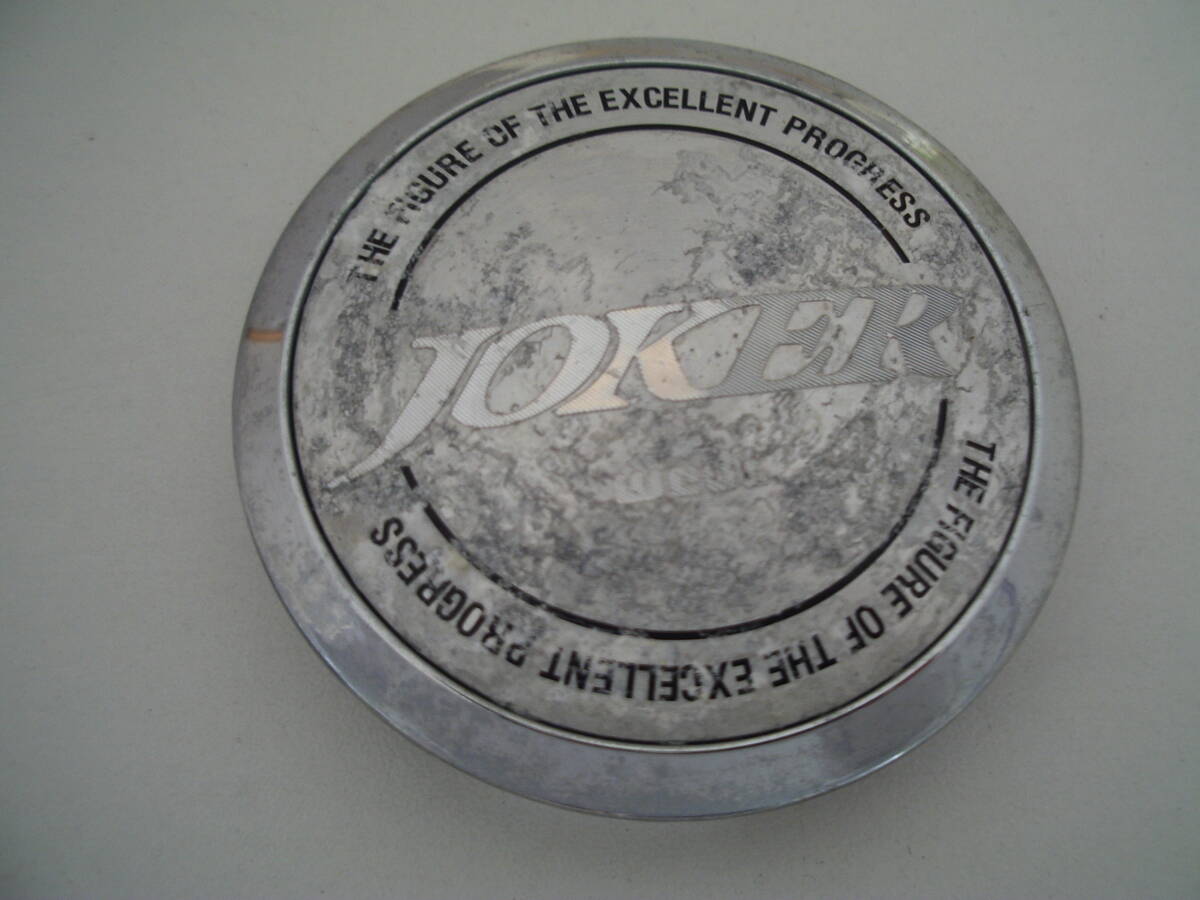 THE FIGURE OF THE EXCELLENT PROGRESS
JOKER
THE FIGURE OF THE EXCELLENT PROGRESS